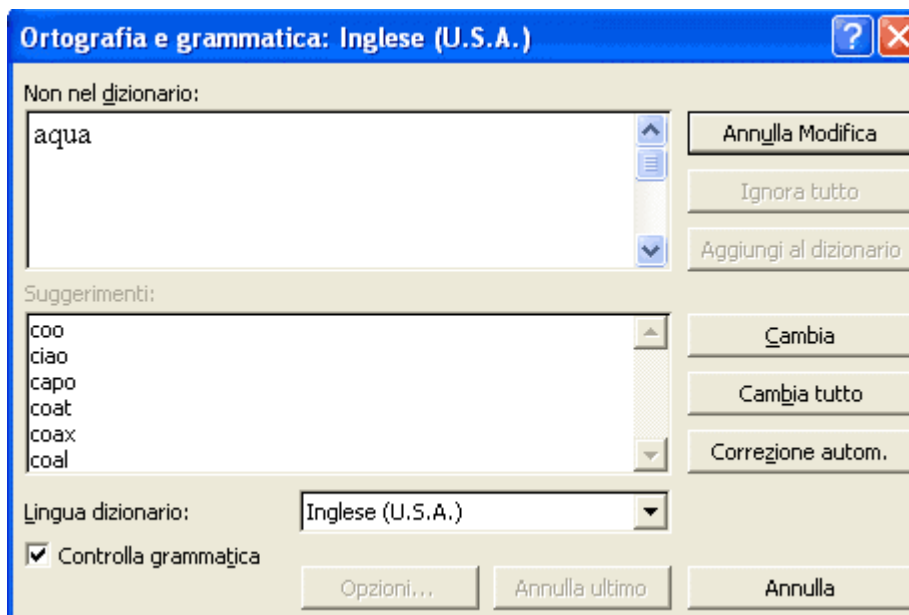 Ortografia e grammatica: Inglese (U.S.A.)
Non nel dizionario:
aqua
Annulla Modifica
Ignora tutto
Aggiungi al dizionario
Suggerimenti:
coo
ciao
capo
coat
coax
coal
Cambia
Cambia tutto
Correzione autom.
Lingua dizionario:
Inglese (U.S.A.)
Controlla grammatica
Opzioni...
Annulla ultimo
Annulla